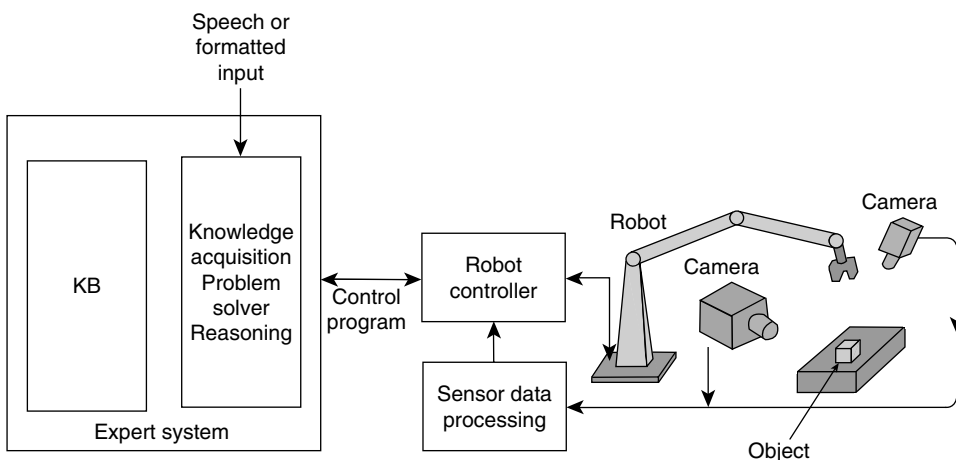 Speech or
formatted
input
KB
Knowledge
acquisition
Problem
solver
Reasoning
Expert system
Control
program
Robot
controller
Sensor data
processing
Robot
Camera
Camera
Object